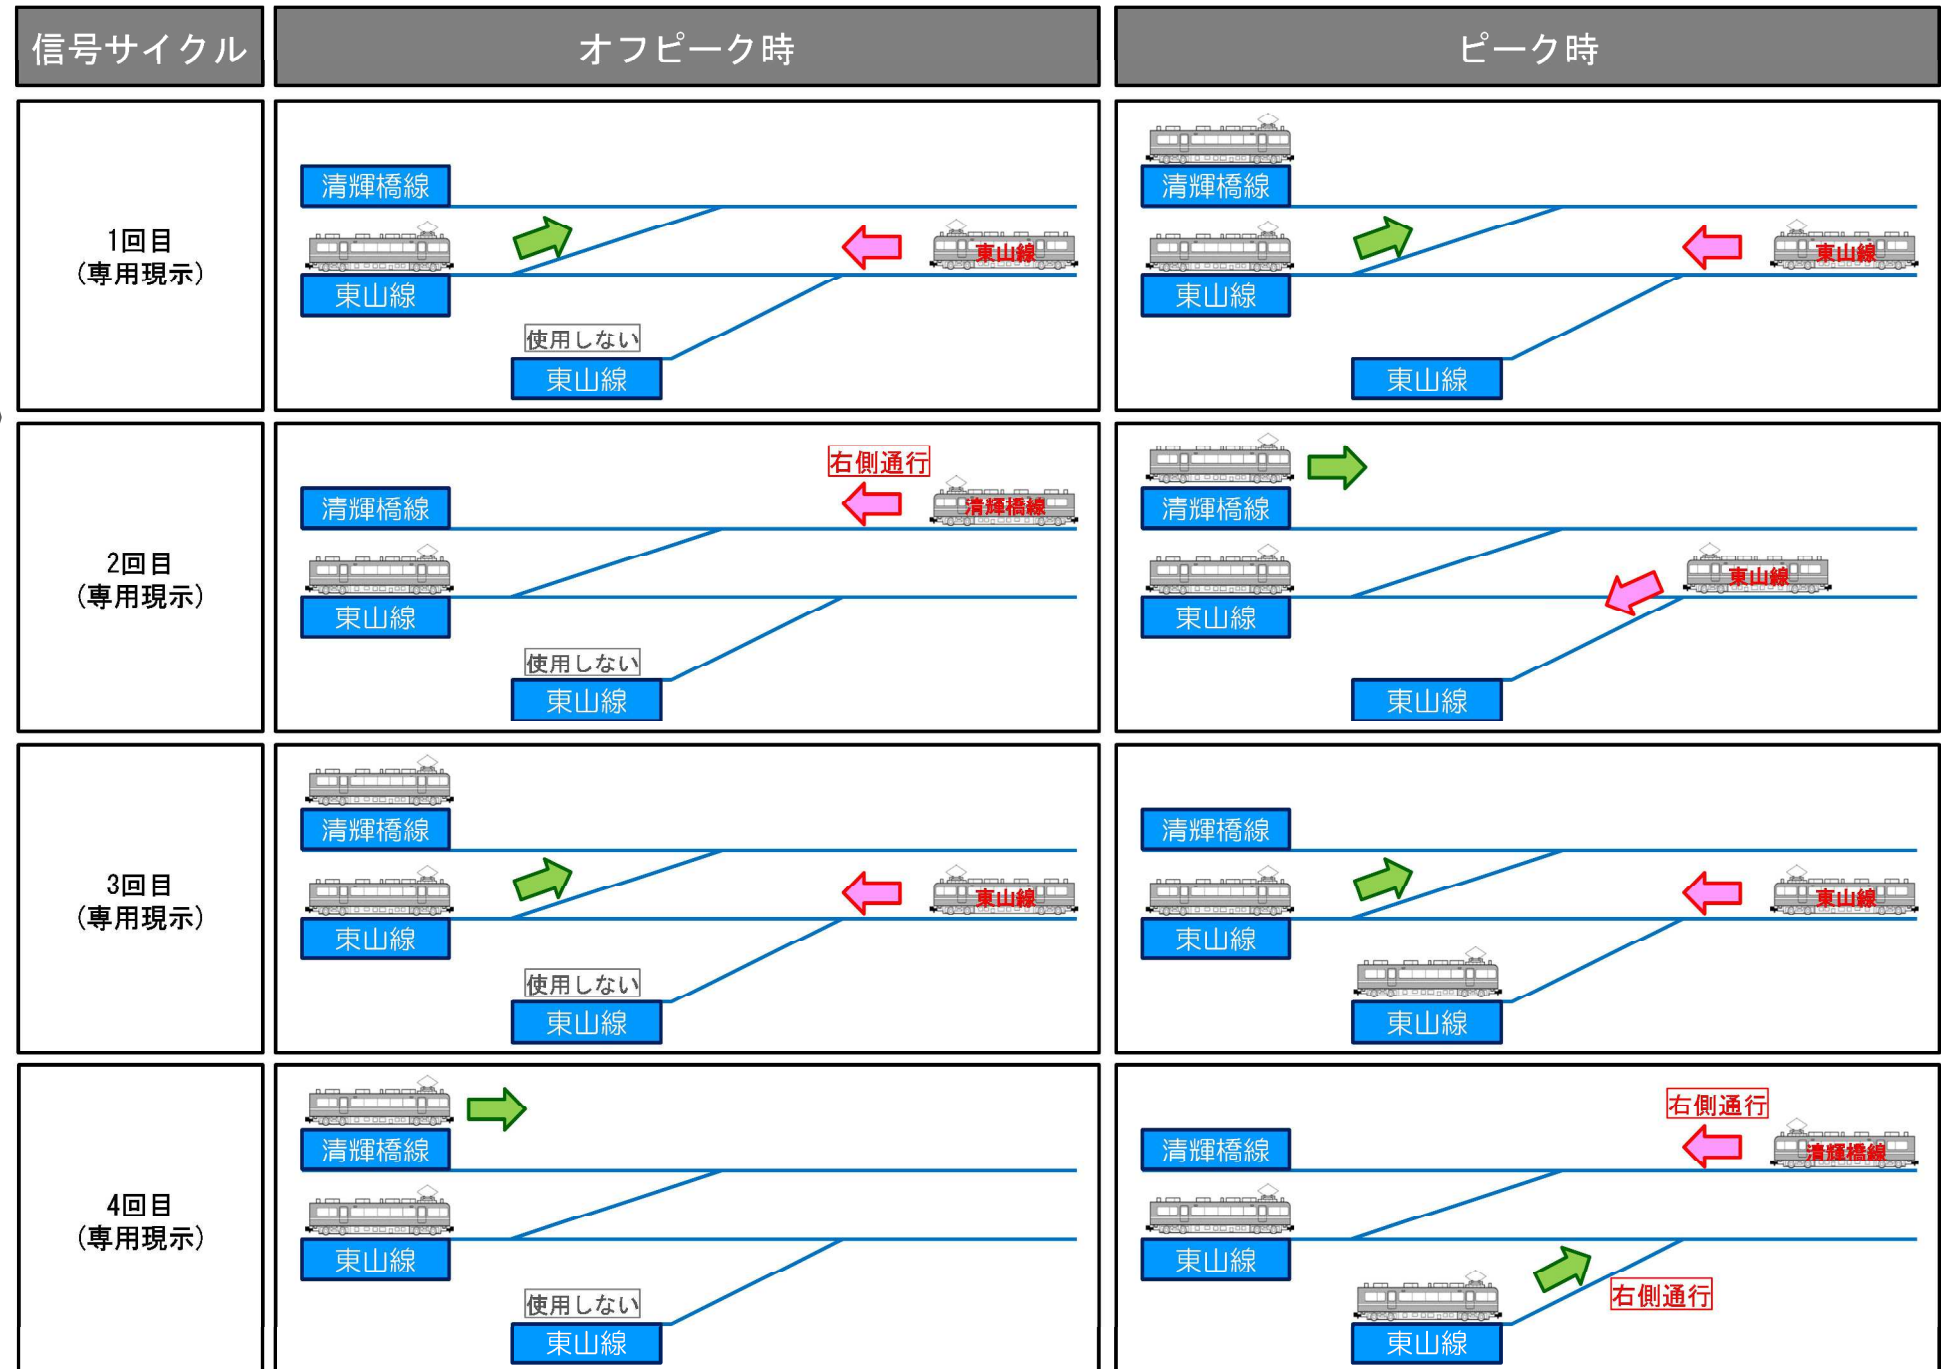 信号サイクル
オフピーク時
ピーク時
1回目
(専用現示)
清輝橋線
東山線
東山線
使用しない
東山線
清輝橋線
東山線
東山線
東山線
2回目
(専用現示)
右側通行
清輝橋線
清輝橋線
東山線
使用しない
東山線
清輝橋線
東山線
東山線
東山線
3回目
(専用現示)
清輝橋線
東山線
東山線
使用しない
東山線
清輝橋線
東山線
東山線
東山線
4回目
(専用現示)
清輝橋線
東山線
使用しない
東山線
右側通行
清輝橋線
清輝橋線
東山線
右側通行
東山線